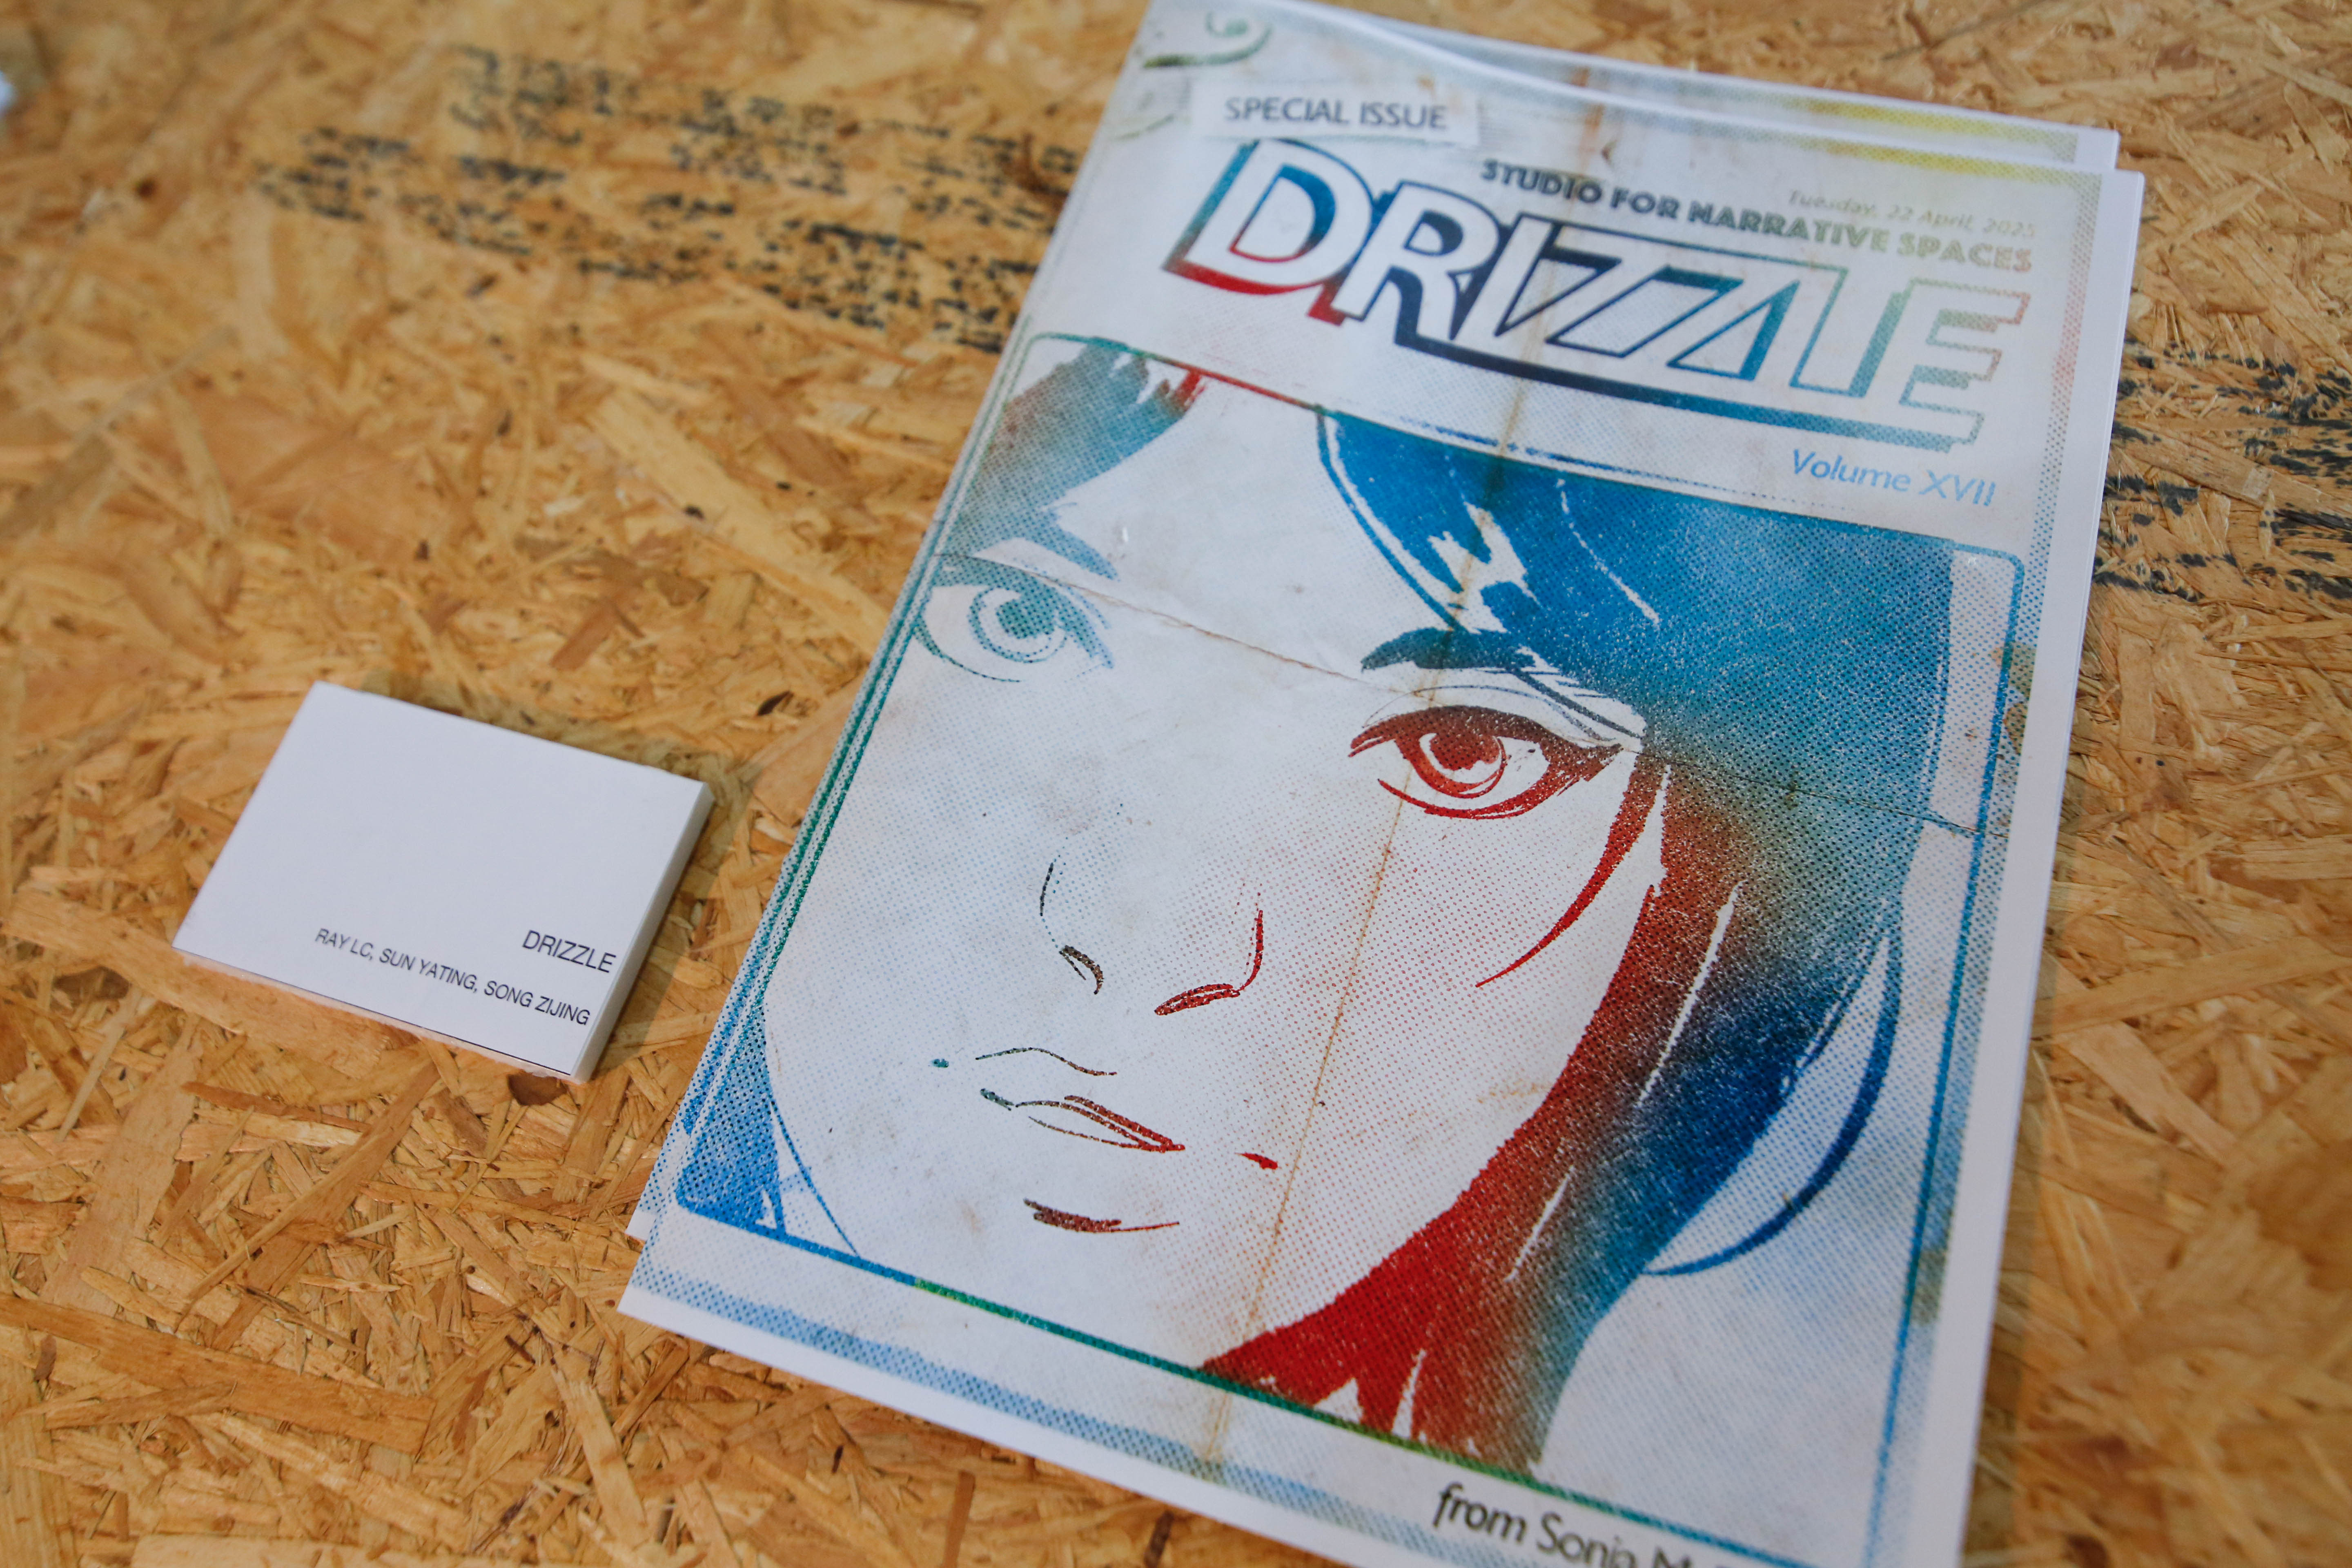 SPECIAL ISSUE
Tuesday, 22 April, 2025
STUDIO FOR NARRATIVE SPACES
DRIZZLE
Volume XVII
from Sonia
DRIZZLE
RAY LC, SUN YATING, SONG ZIJING